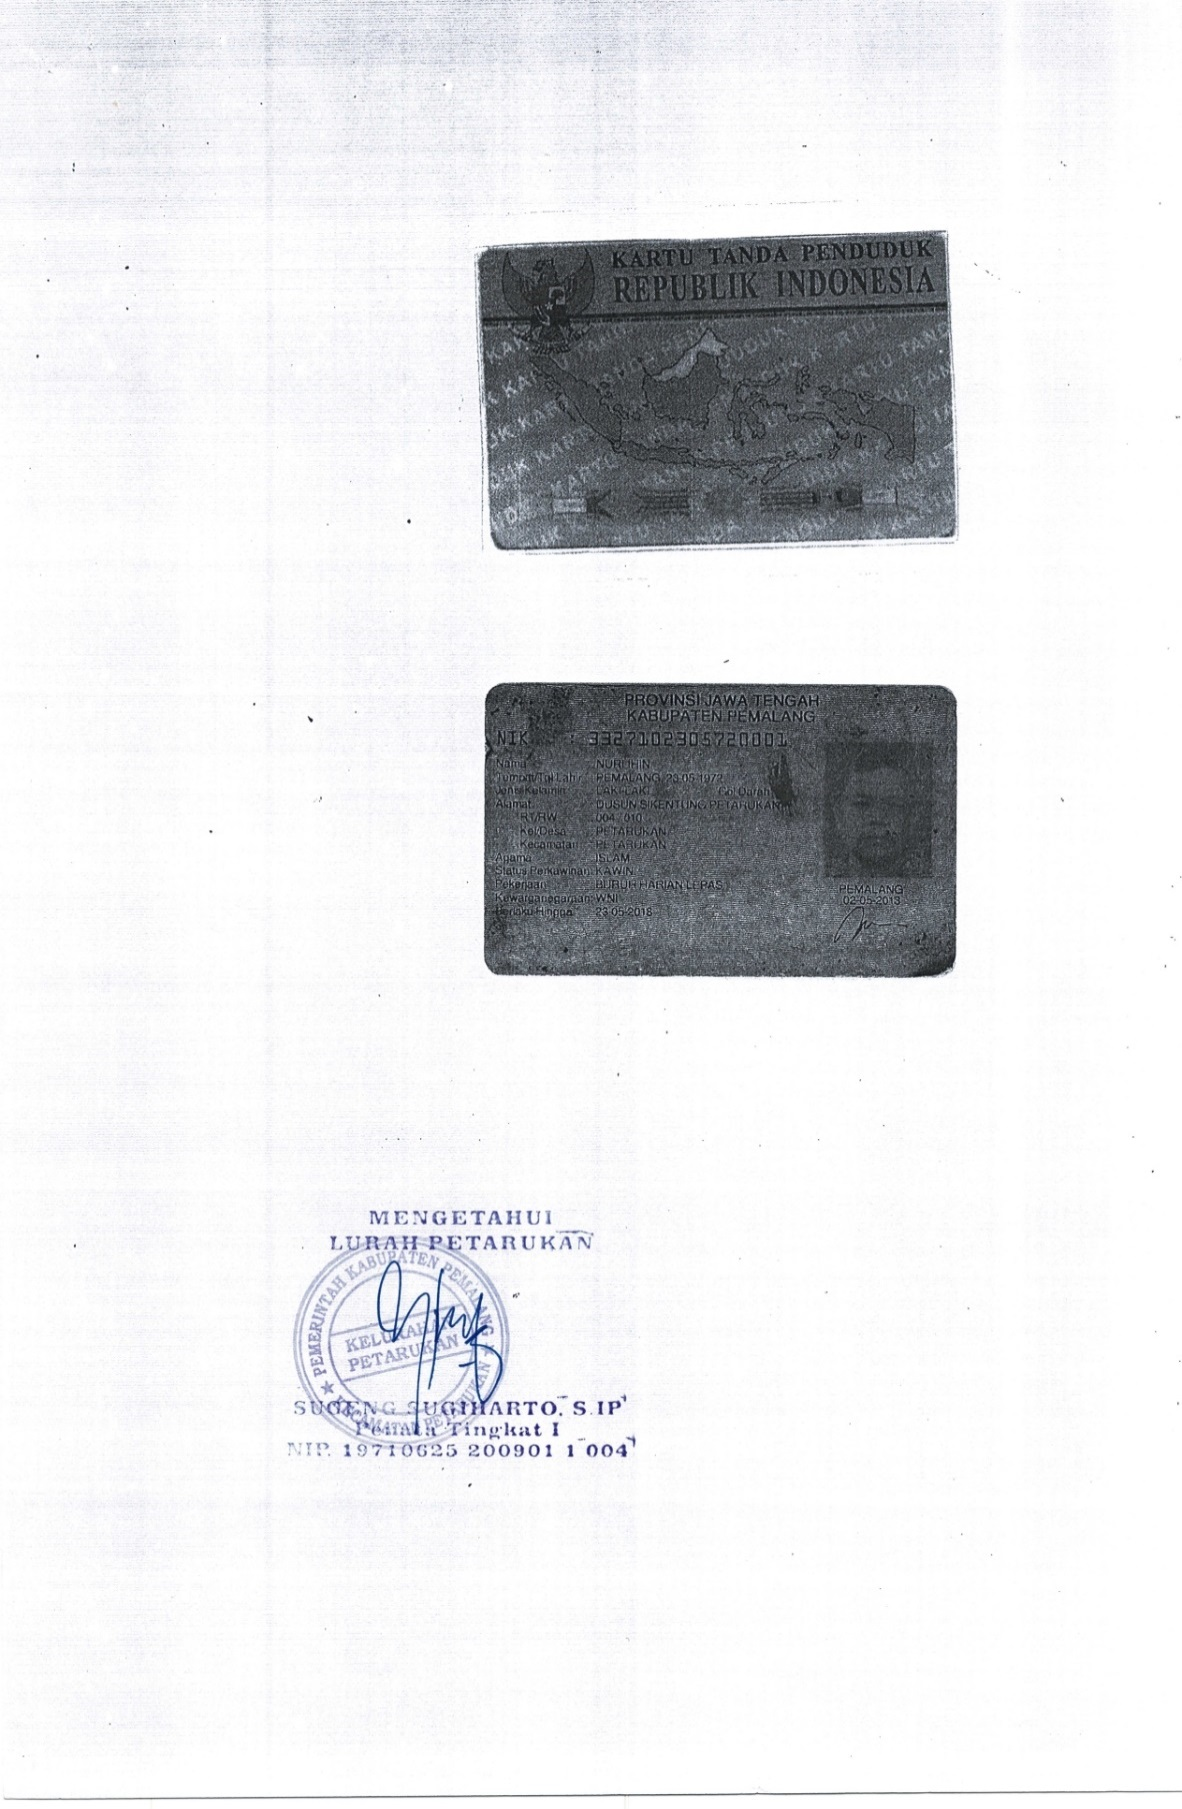 KARTU TANDA PENDUDUK
REPUBLIK INDONESIA
PROVINSI JAWA TENGAH
KABUPATEN PEMALANG
NIK : 3327102305720001
Nama : NURUHIN
Tempat/Tgl Lahir : PEMALANG, 23-05-1972
Jenis Kelamin : LAKI-LAKI Gol Darah
Alamat : DUSUN SIKENTUNG PETARUKAN
RT/RW : 004 / 010
Kel/Desa : PETARUKAN
Kecamatan : PETARUKAN
Agama : ISLAM
Status Perkawinan: KAWIN
Pekerjaan : BURUH HARIAN LEPAS
Kewarganegaraan: WNI
Berlaku Hingga : 23-05-2018
PEMALANG
02-05-2013
MENGETAHUI
LURAH PETARUKAN
PEMERINTAH KABUPATEN PEMALANG
KELURAHAN
PETARUKAN
KECAMATAN PETARUKAN
SUGENG SUGIHARTO, S.IP
Penata Tingkat I
NIP. 19710625 200901 1 004